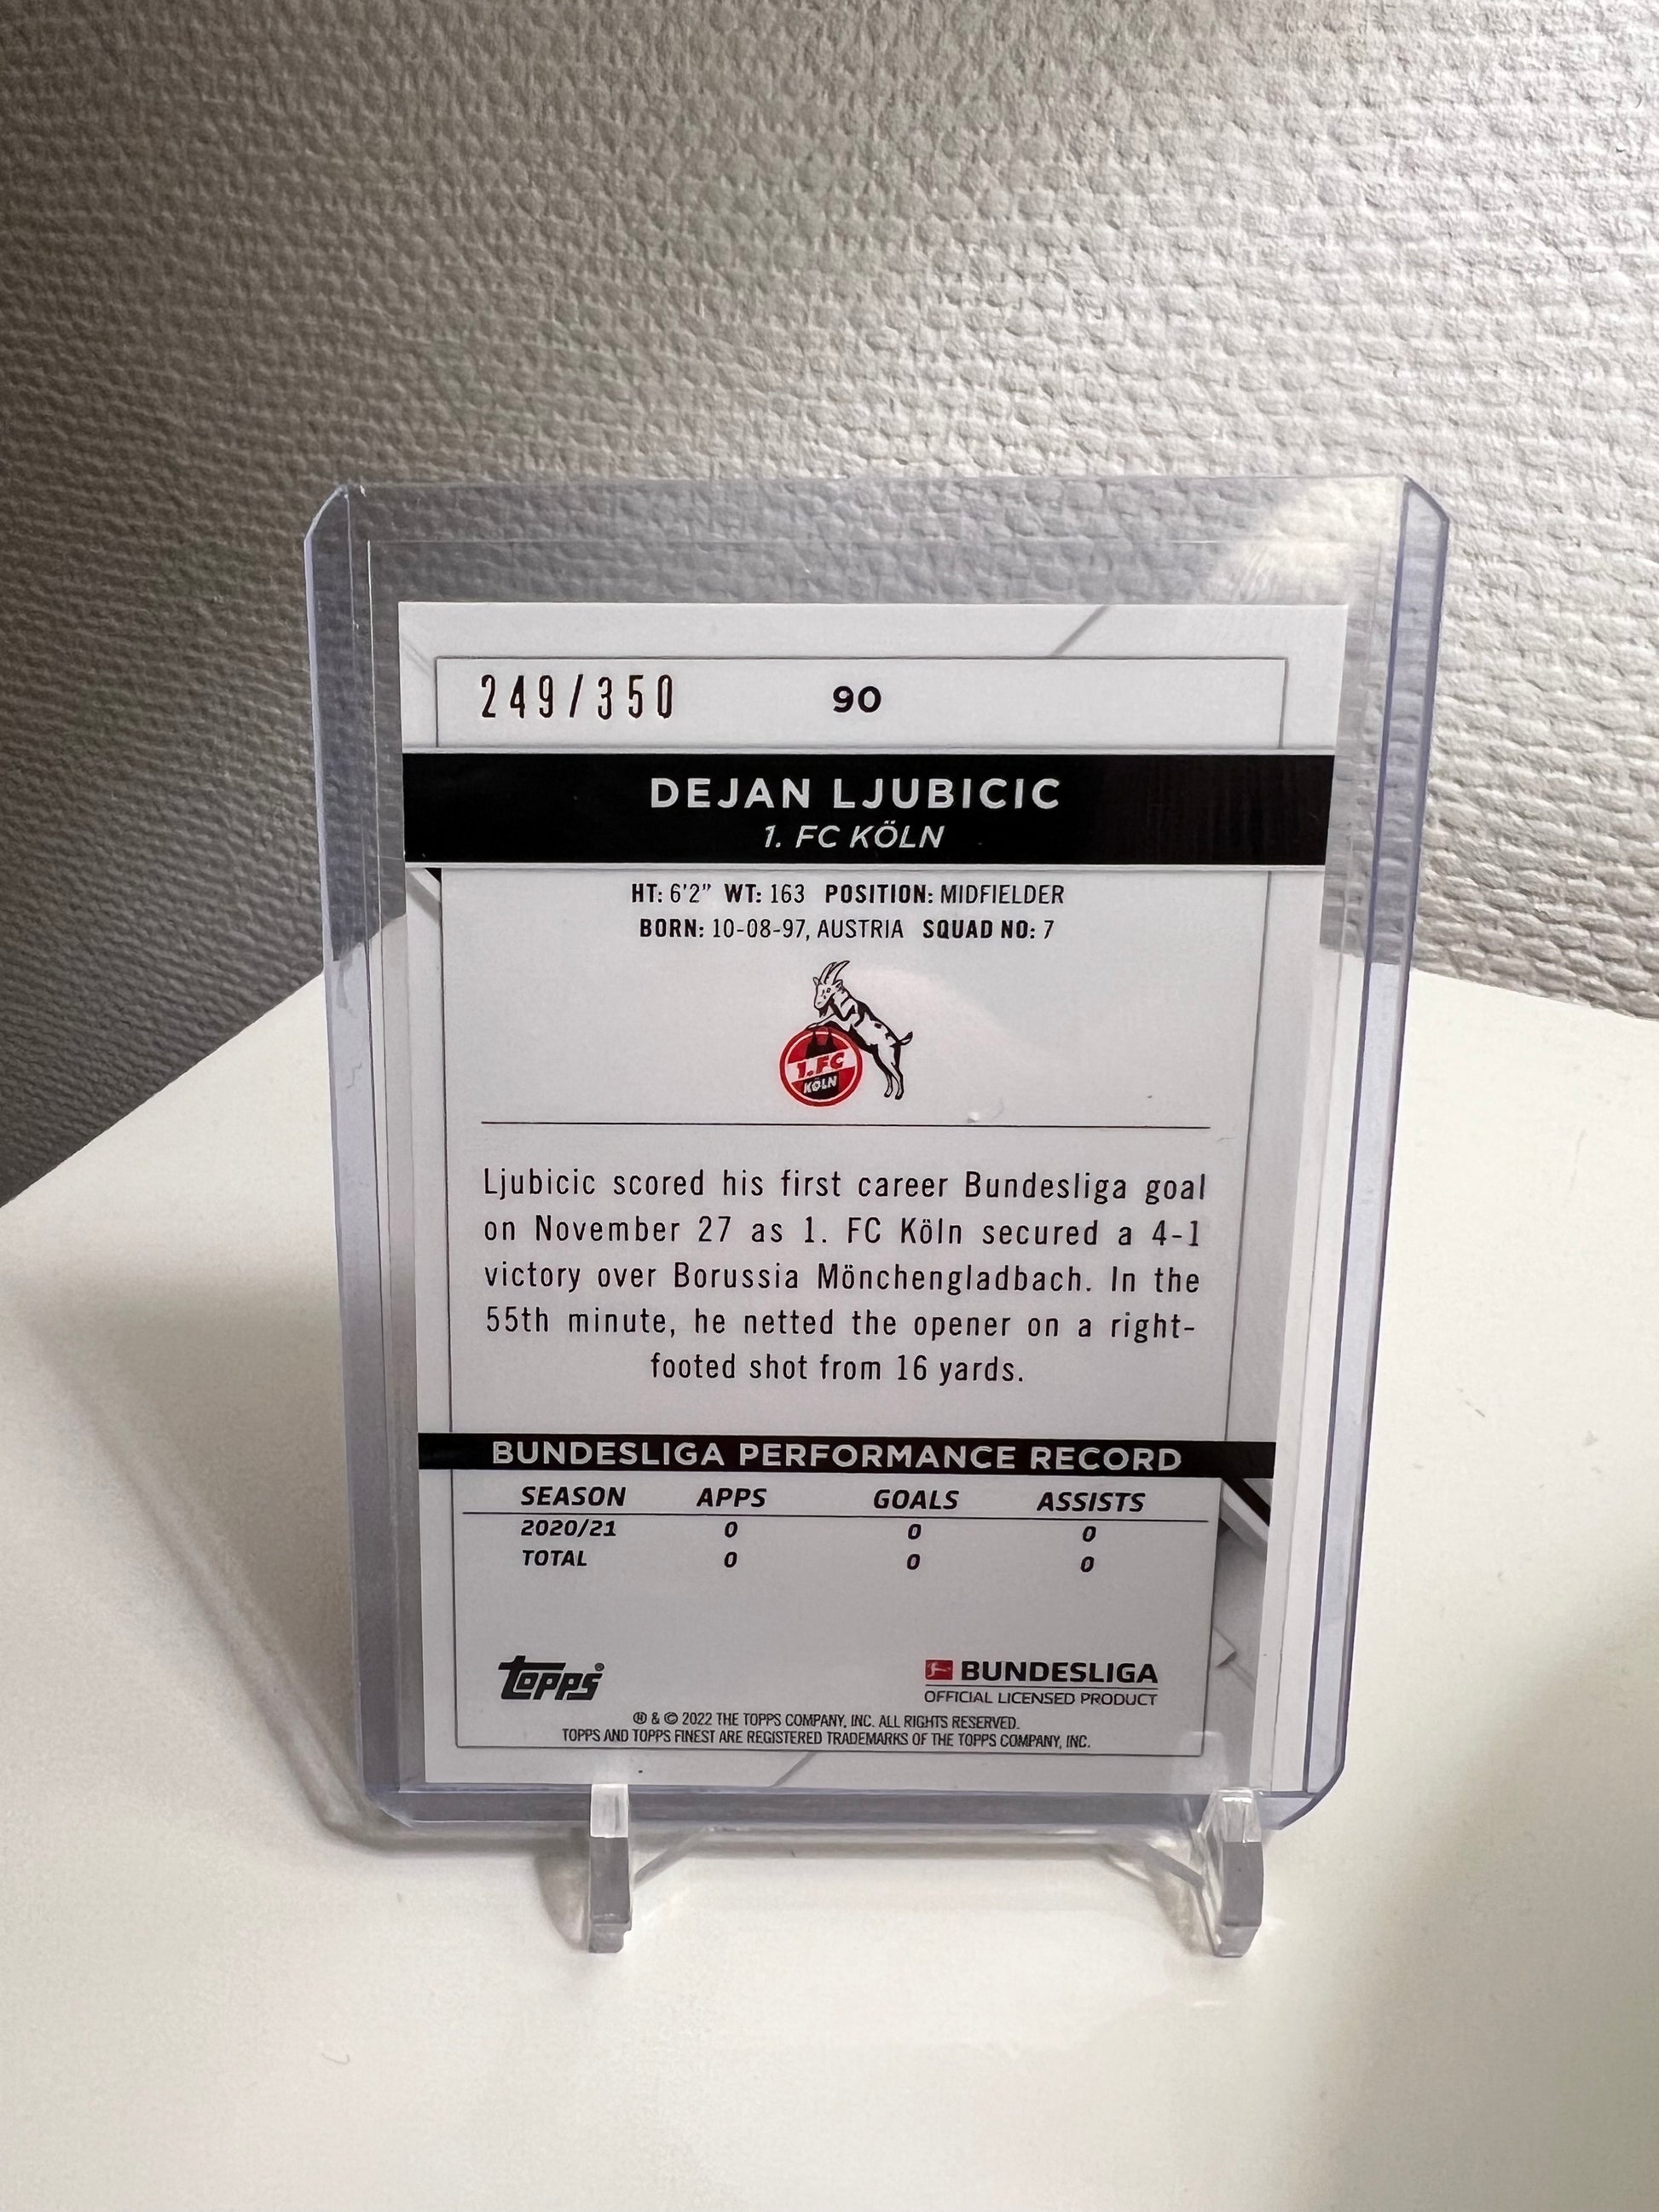 249/350 90
DEJAN LJUBICIC
1. FC KÖLN
HT: 6'2" WT: 163 POSITION: MIDFIELDER
BORN: 10-08-97, AUSTRIA SQUAD NO: 7
1.FC
KÖLN
Ljubicic scored his first career Bundesliga goal
on November 27 as 1. FC Köln secured a 4-1
victory over Borussia Mönchengladbach. In the
55th minute, he netted the opener on a right-
footed shot from 16 yards.
BUNDESLIGA PERFORMANCE RECORD
SEASON APPS GOALS ASSISTS
2020/21 0 0 0
TOTAL 0 0 0
Topps® BUNDESLIGA
OFFICIAL LICENSED PRODUCT
® & © 2022 THE TOPPS COMPANY, INC. ALL RIGHTS RESERVED.
TOPPS AND TOPPS FINEST ARE REGISTERED TRADEMARKS OF THE TOPPS COMPANY, INC.